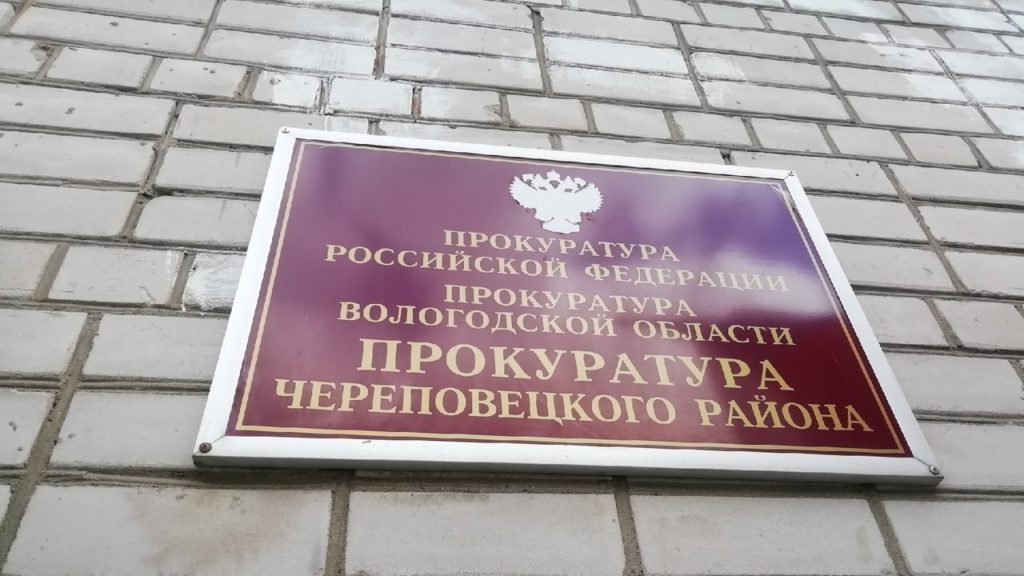 ПРОКУРАТУРА
РОССИЙСКОЙ ФЕДЕРАЦИИ
ПРОКУРАТУРА
ВОЛОГОДСКОЙ ОБЛАСТИ
ПРОКУРАТУРА
ЧЕРЕПОВЕЦКОГО РАЙОНА